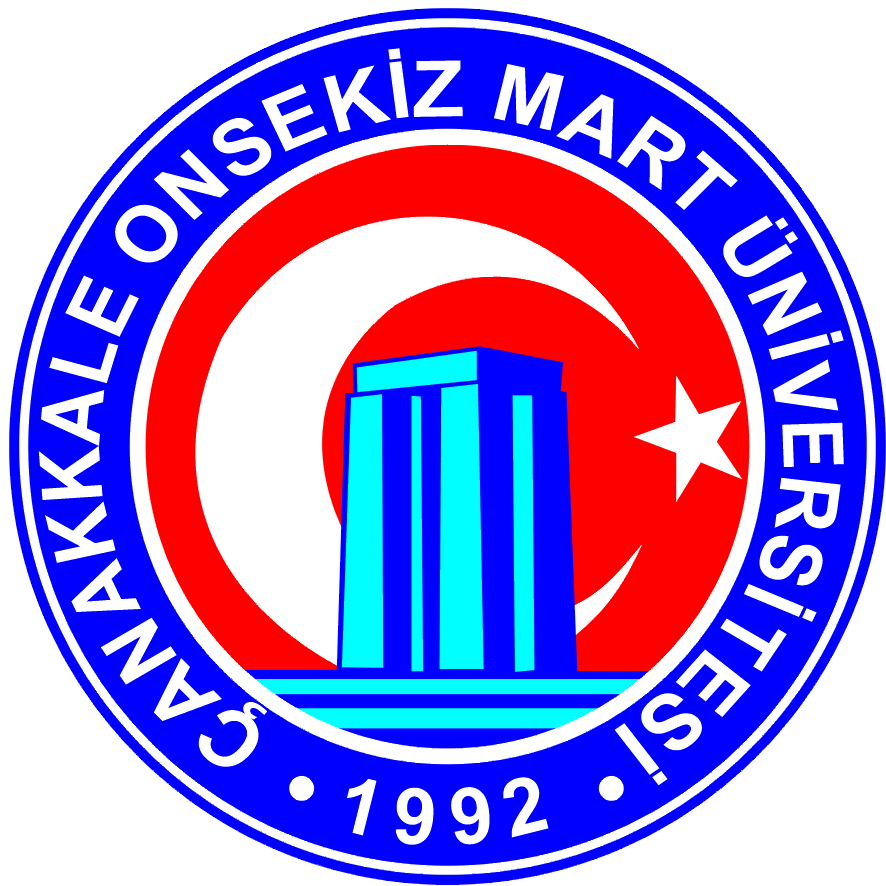 ÇANAKKALE ONSEKİZ MART ÜNİVERSİTESİ
• 1992 •